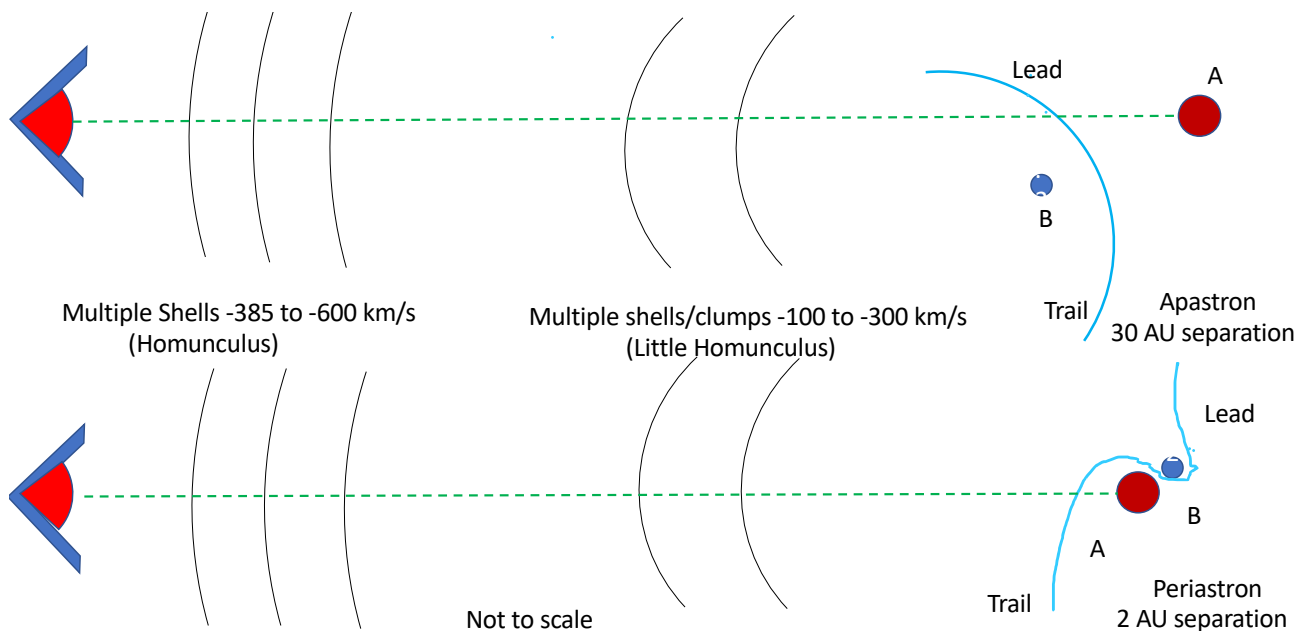 Lead
A
B
Multiple Shells -385 to -600 km/s
(Homunculus)
Multiple shells/clumps -100 to -300 km/s
(Little Homunculus)
Trail
Apastron
30 AU separation
Lead
B
A
Trail
Periastron
2 AU separation
Not to scale